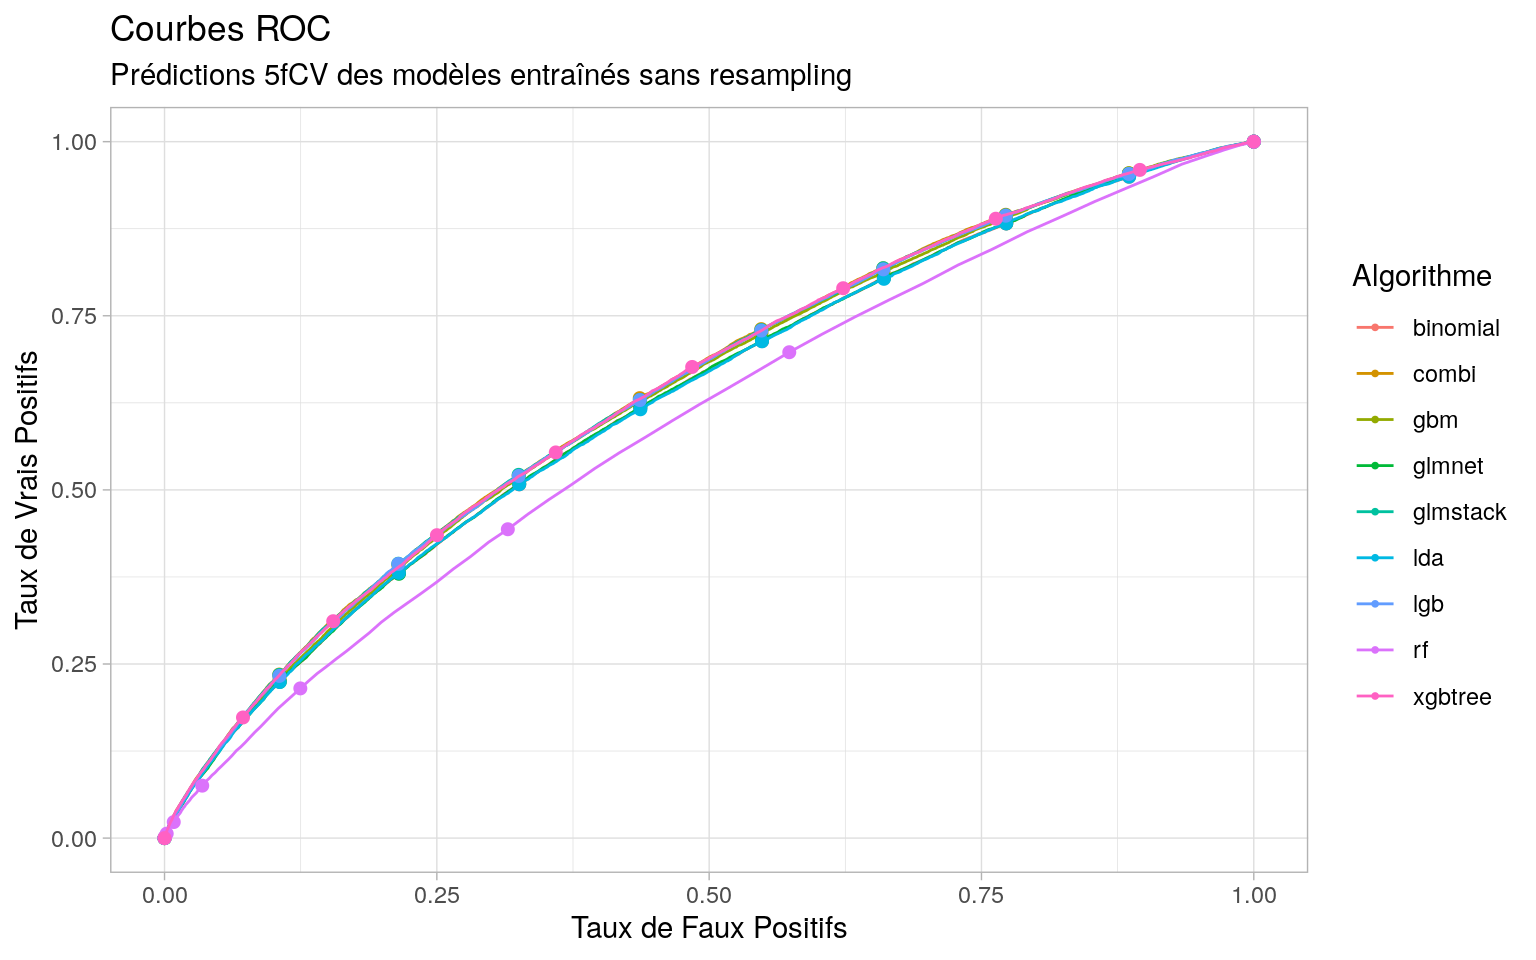 Courbes ROC
Prédictions 5fCV des modèles entraînés sans resampling
1.00
0.75
0.50
0.25
0.00
Taux de Vrais Positifs
0.00
0.25
0.50
0.75
1.00
Taux de Faux Positifs
Algorithme
binomial
combi
gbm
glmnet
glmstack
lda
lgb
rf
xgbtree